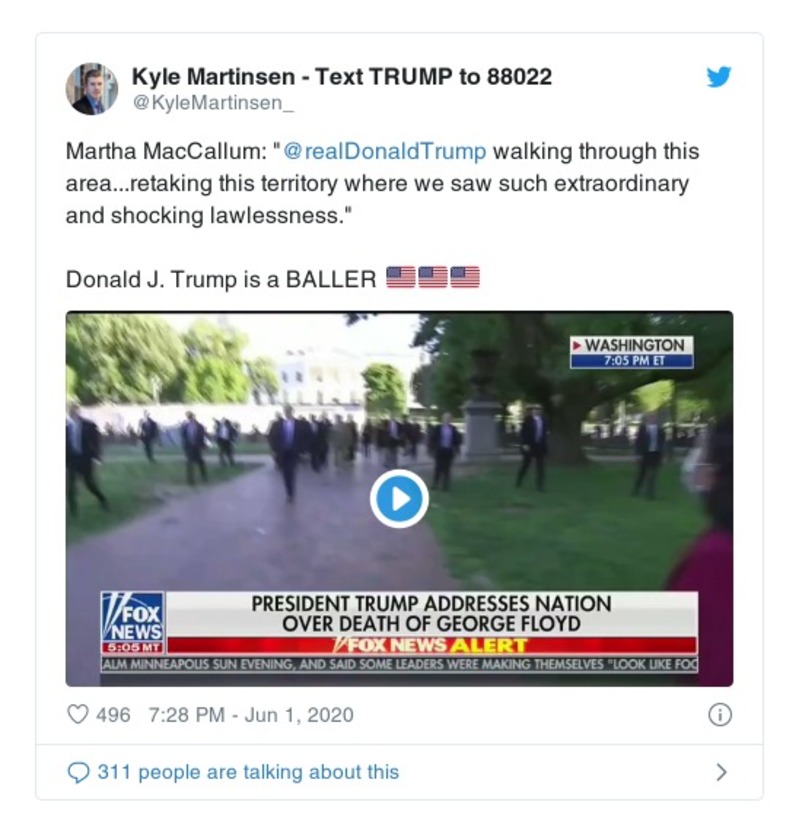 Kyle Martinsen - Text TRUMP to 88022
@KyleMartinsen_
Martha MacCallum: "@realDonaldTrump walking through this
area...retaking this territory where we saw such extraordinary
and shocking lawlessness."
Donald J. Trump is a BALLER
WASHINGTON
7:05 PM ET
FOX
NEWS
5:05 MT
PRESIDENT TRUMP ADDRESSES NATION
OVER DEATH OF GEORGE FLOYD
FOX NEWS ALERT
ALM MINNEAPOLIS SUN EVENING, AND SAID SOME LEADERS WERE MAKING THEMSELVES "LOOK LIKE FOO
496 7:28 PM - Jun 1, 2020
311 people are talking about this